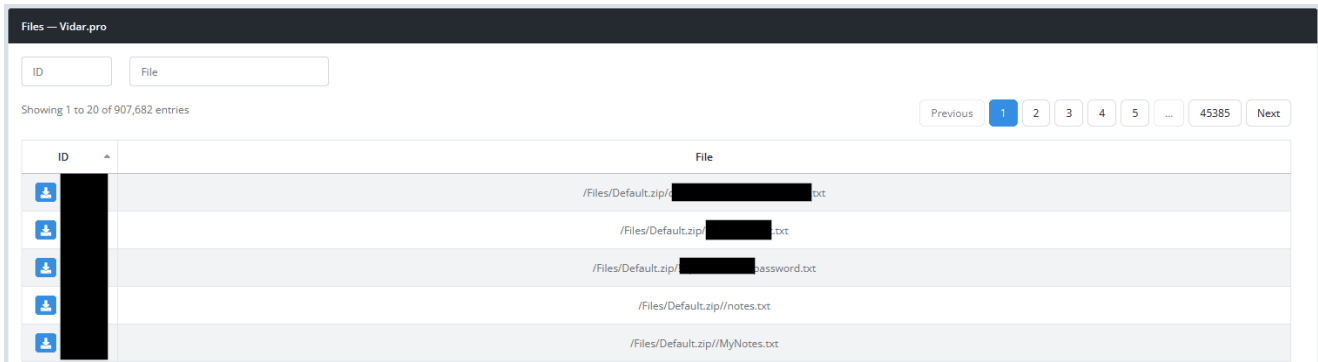 Files — Vidar.pro
ID File
Showing 1 to 20 of 907,682 entries
Previous 1 2 3 4 5 ... 45385 Next
ID File
/Files/Default.zip/ txt
/Files/Default.zip/ .txt
/Files/Default.zip/ password.txt
/Files/Default.zip//notes.txt
/Files/Default.zip//MyNotes.txt